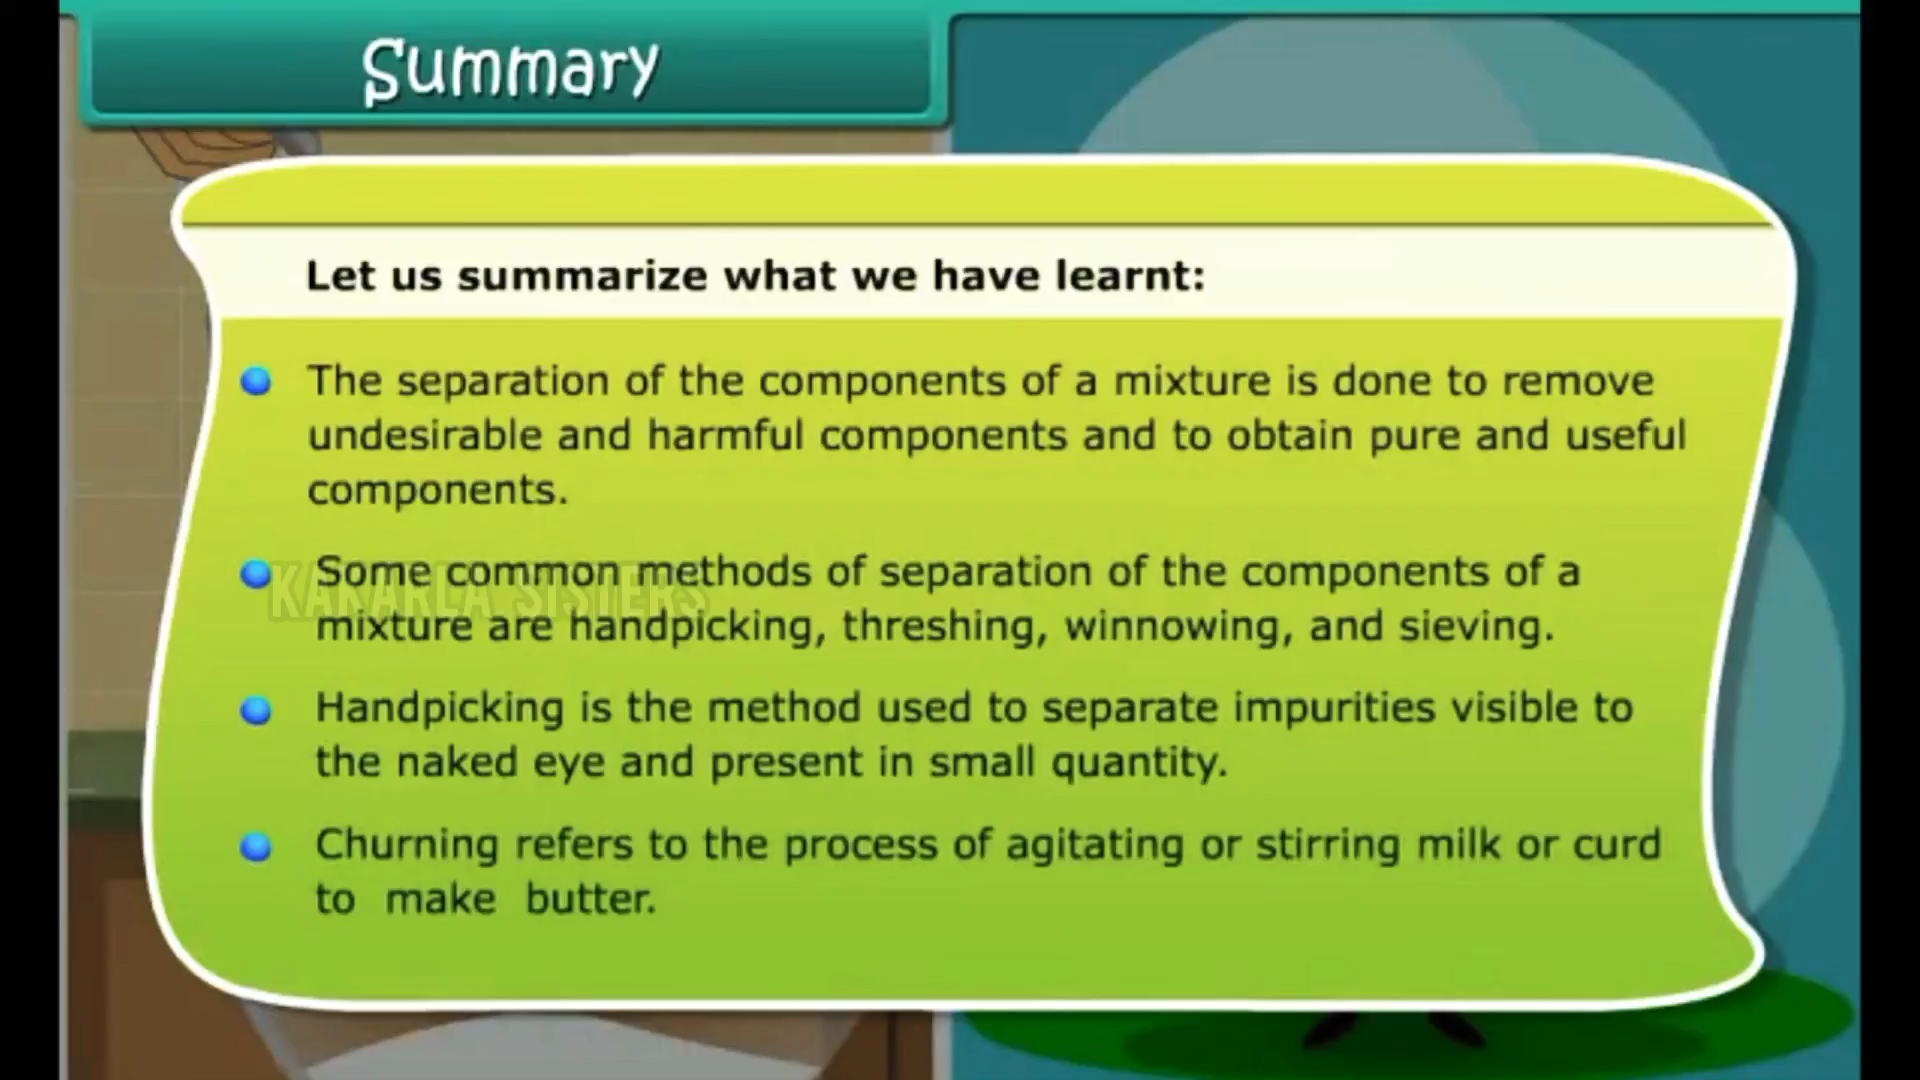 Summary
Let us summarize what we have learnt:
The separation of the components of a mixture is done to remove
undesirable and harmful components and to obtain pure and useful
components.
Some common methods of separation of the components of a
KAKARLA SISTERS
mixture are handpicking, threshing, winnowing, and sieving.
Handpicking is the method used to separate impurities visible to
the naked eye and present in small quantity.
Churning refers to the process of agitating or stirring milk or curd
to make butter.